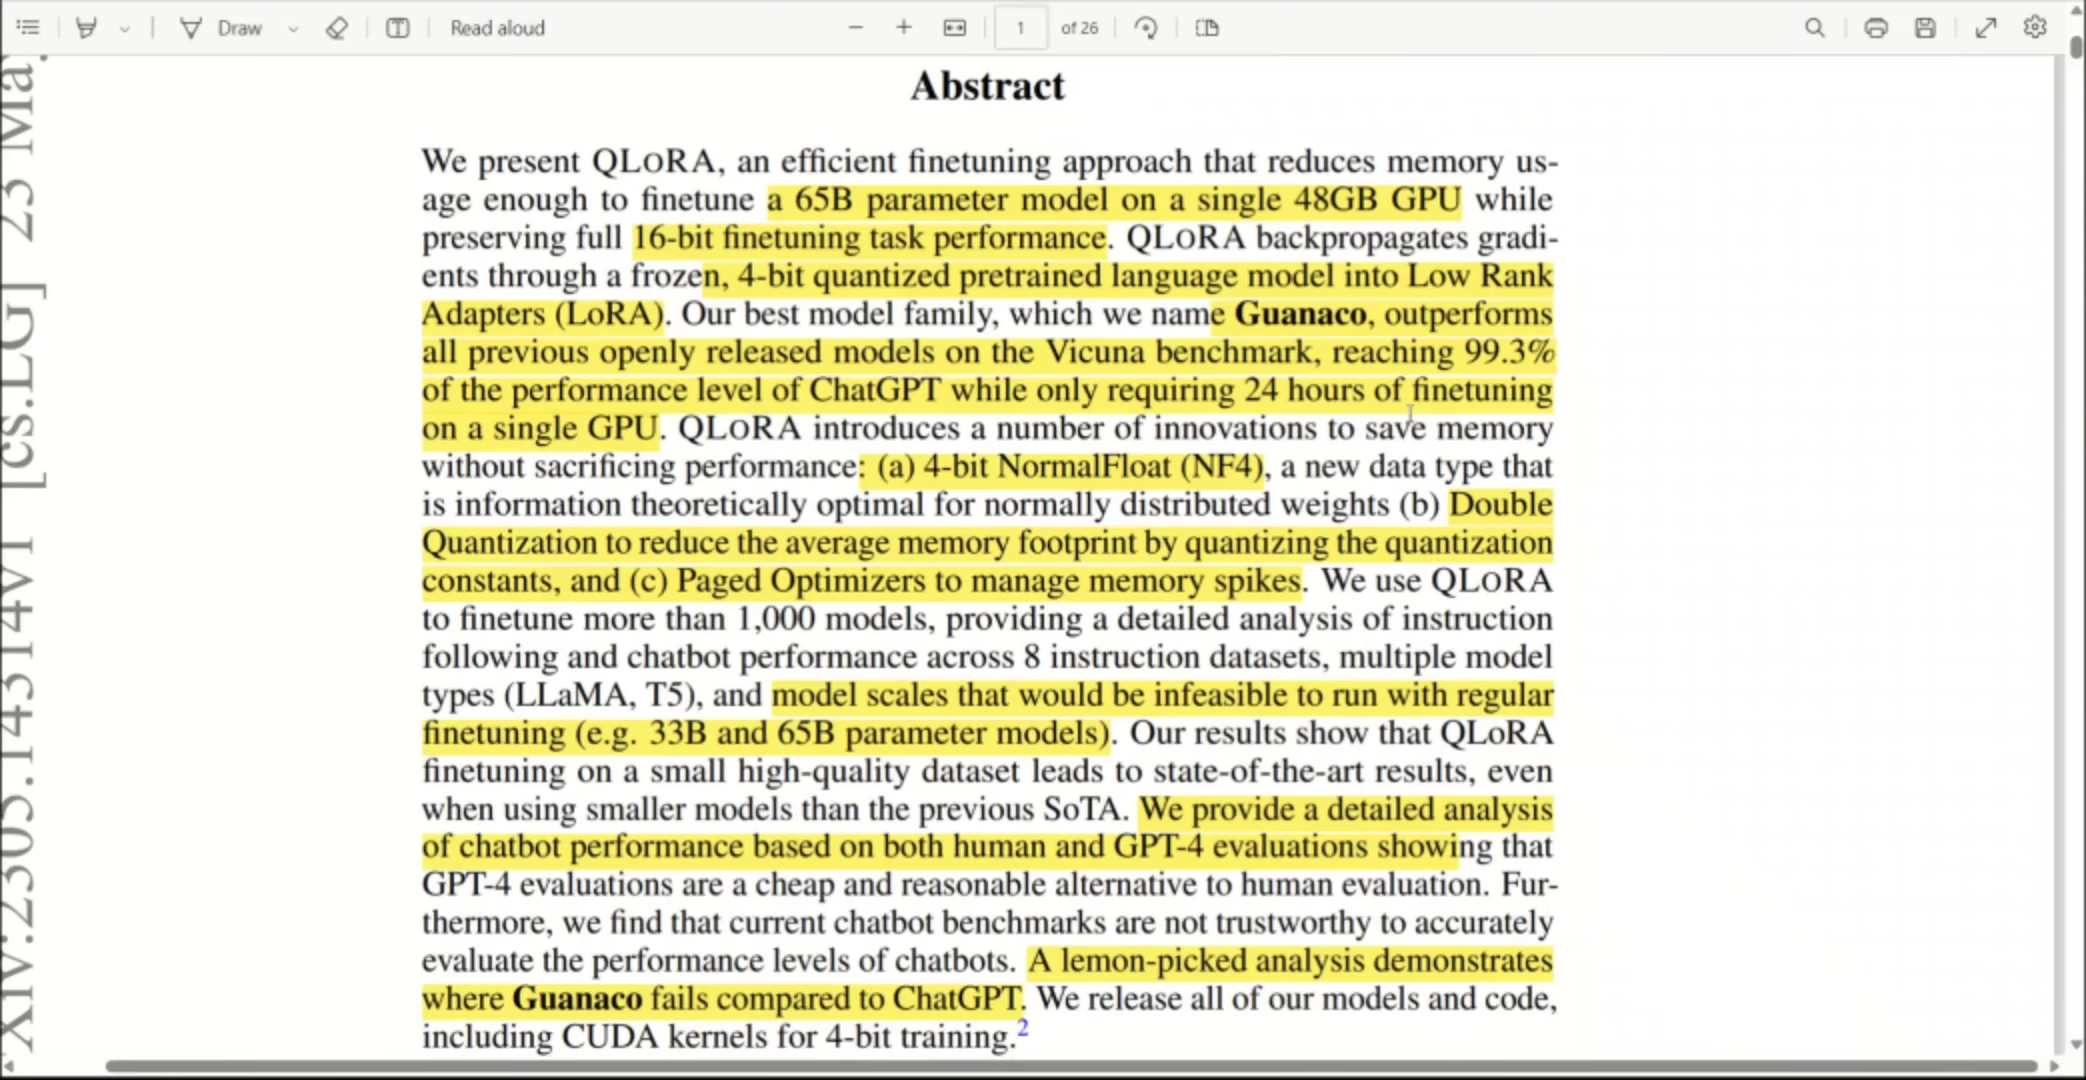 Draw
Read aloud
1 of 26
Abstract
We present QLORA, an efficient finetuning approach that reduces memory us-
age enough to finetune a 65B parameter model on a single 48GB GPU while
preserving full 16-bit finetuning task performance. QLORA backpropagates gradi-
ents through a frozen, 4-bit quantized pretrained language model into Low Rank
Adapters (LoRA). Our best model family, which we name Guanaco, outperforms
all previous openly released models on the Vicuna benchmark, reaching 99.3%
of the performance level of ChatGPT while only requiring 24 hours of finetuning
on a single GPU. QLORA introduces a number of innovations to save memory
without sacrificing performance: (a) 4-bit NormalFloat (NF4), a new data type that
is information theoretically optimal for normally distributed weights (b) Double
Quantization to reduce the average memory footprint by quantizing the quantization
constants, and (c) Paged Optimizers to manage memory spikes. We use QLORA
to finetune more than 1,000 models, providing a detailed analysis of instruction
following and chatbot performance across 8 instruction datasets, multiple model
types (LLaMA, T5), and model scales that would be infeasible to run with regular
finetuning (e.g. 33B and 65B parameter models). Our results show that QLoRA
finetuning on a small high-quality dataset leads to state-of-the-art results, even
when using smaller models than the previous SoTA. We provide a detailed analysis
of chatbot performance based on both human and GPT-4 evaluations showing that
GPT-4 evaluations are a cheap and reasonable alternative to human evaluation. Fur-
thermore, we find that current chatbot benchmarks are not trustworthy to accurately
evaluate the performance levels of chatbots. A lemon-picked analysis demonstrates
where Guanaco fails compared to ChatGPT. We release all of our models and code,
including CUDA kernels for 4-bit training.2
[cs.LG] 23 Ma